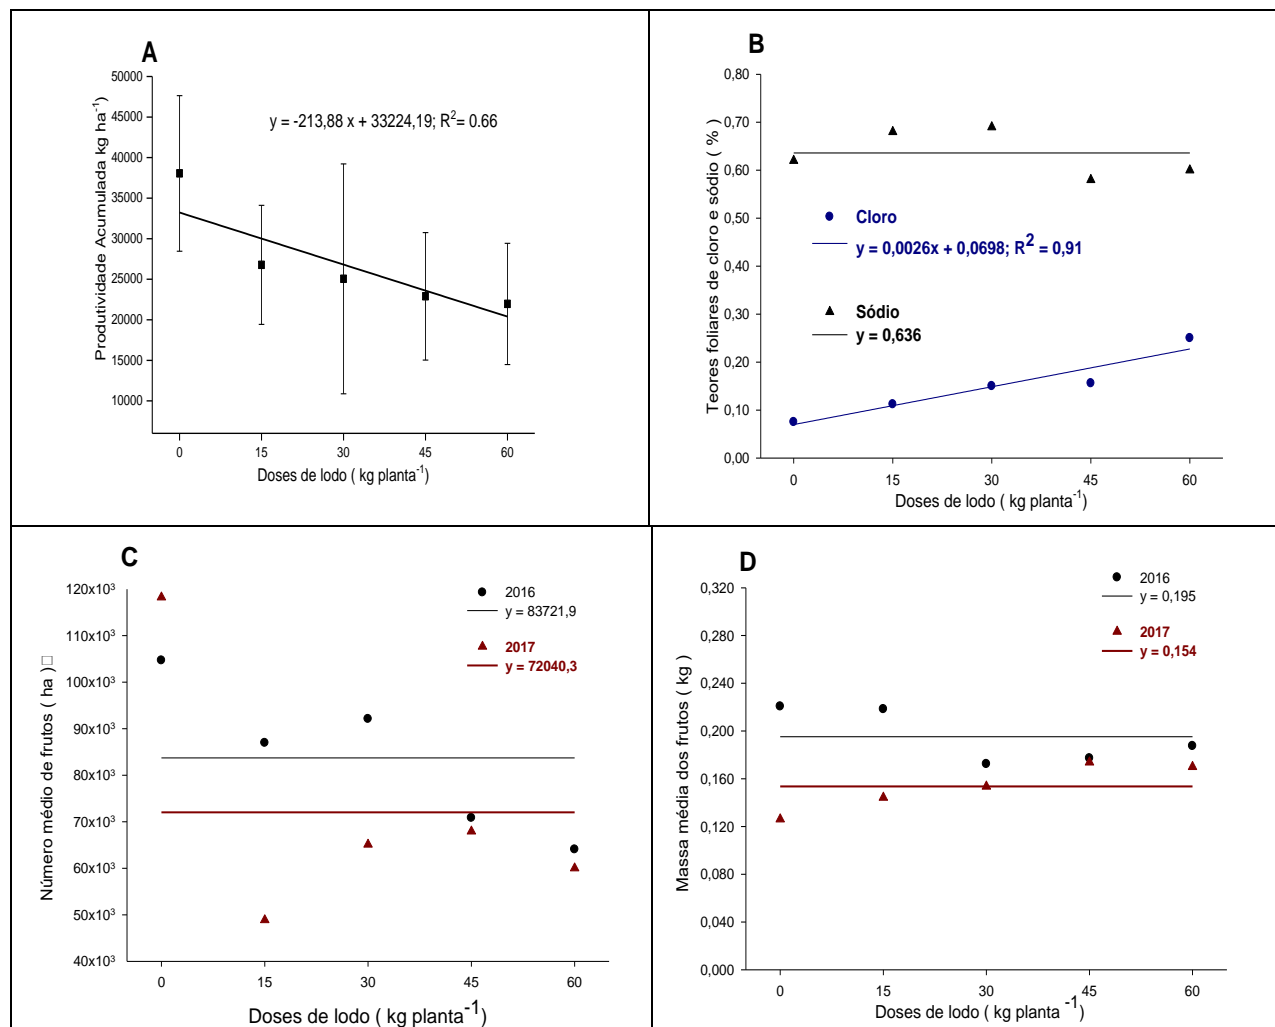 A
50000
45000
40000
35000
30000
25000
20000
15000
10000
Produtividade Acumulada kg ha⁻¹)
y = -213,88 x + 33224,19; R²= 0.66
0 15 30 45 60
Doses de lodo ( kg planta⁻¹)
B
0,80
0,70
0,60
0,50
0,40
0,30
0,20
0,10
0,00
Teores foliares de cloro e sódio ( % )
Cloro
y = 0,0026x + 0,0698; R² = 0,91
Sódio
y = 0,636
0 15 30 45 60
Doses de lodo ( kg planta⁻¹)
C
120x10³
110x10³
100x10³
90x10³
80x10³
70x10³
60x10³
50x10³
40x10³
Número médio de frutos ( ha)□
2016
y = 83721,9
2017
y = 72040,3
0 15 30 45 60
Doses de lodo ( kg planta⁻¹)
D
0,320
0,280
0,240
0,200
0,160
0,120
0,080
0,040
0,000
Massa média dos frutos ( kg )
2016
y = 0,195
2017
y = 0,154
0 15 30 45 60
Doses de lodo ( kg planta⁻¹)